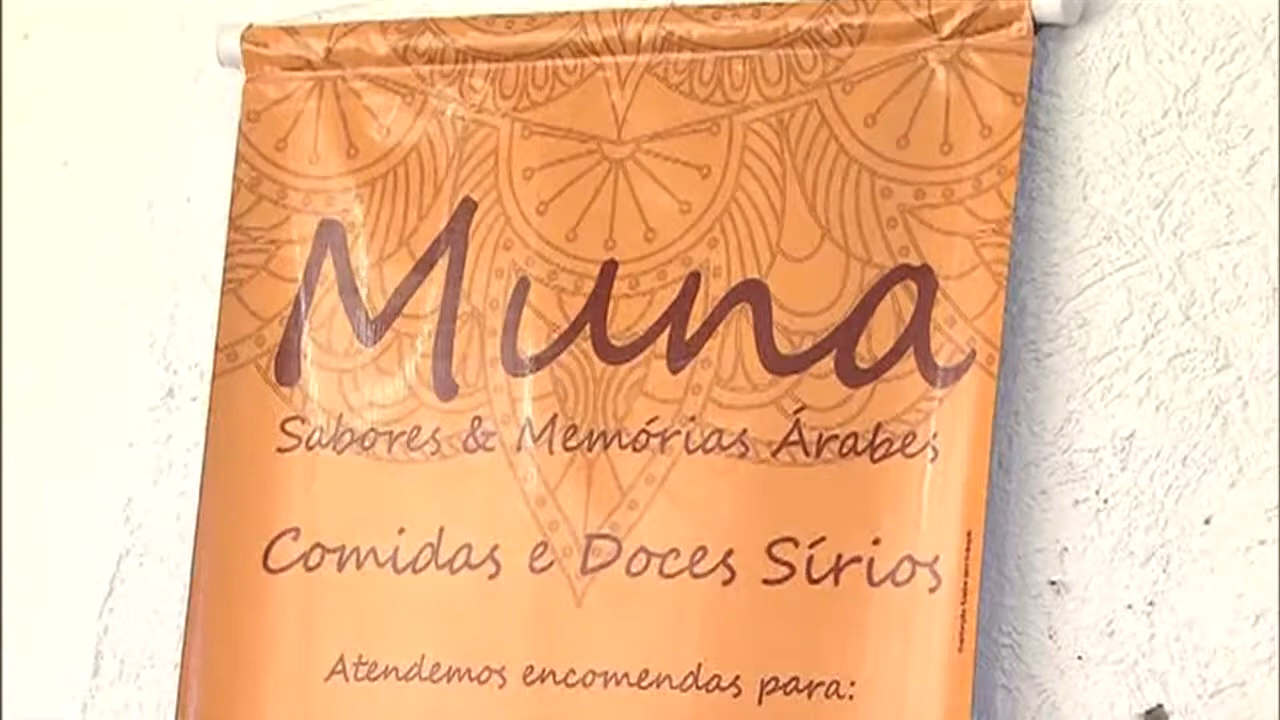 Muna
Sabores & Memórias Árabes
Comidas e Doces Sírios
Atendemos encomendas para: